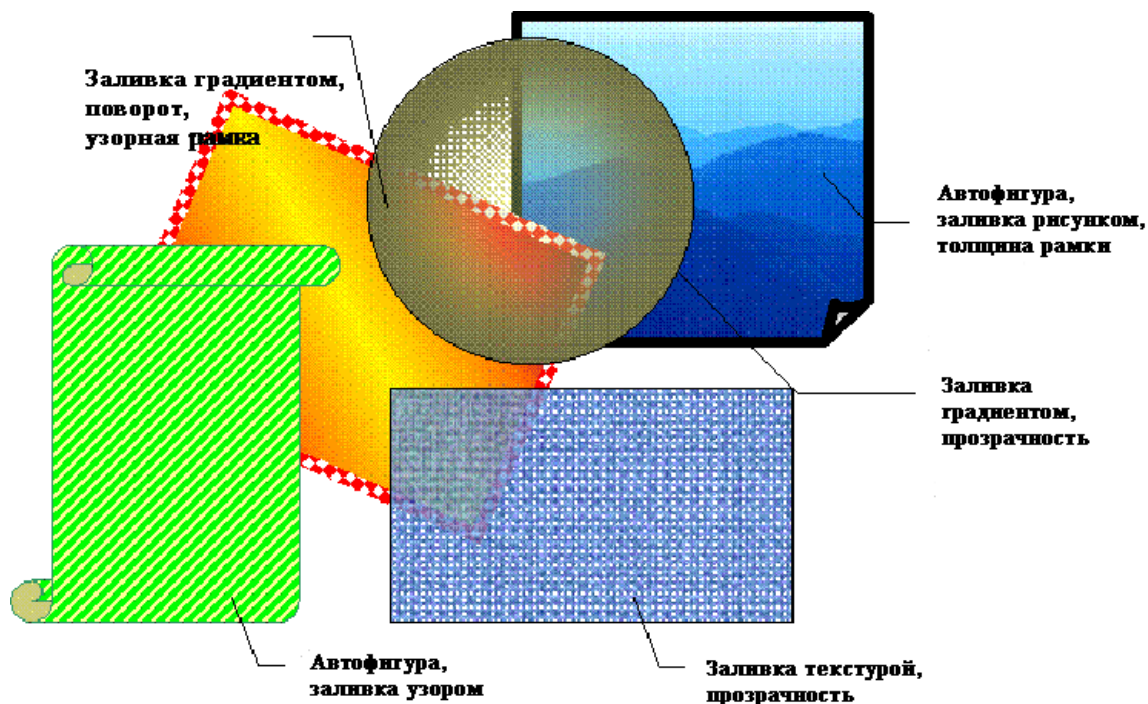 Заливка градиентом,
поворот,
узорная рамка
Автофигура,
заливка рисунком,
толщина рамки
Заливка
градиентом,
прозрачность
Автофигура,
заливка узором
Заливка текстурой,
прозрачность